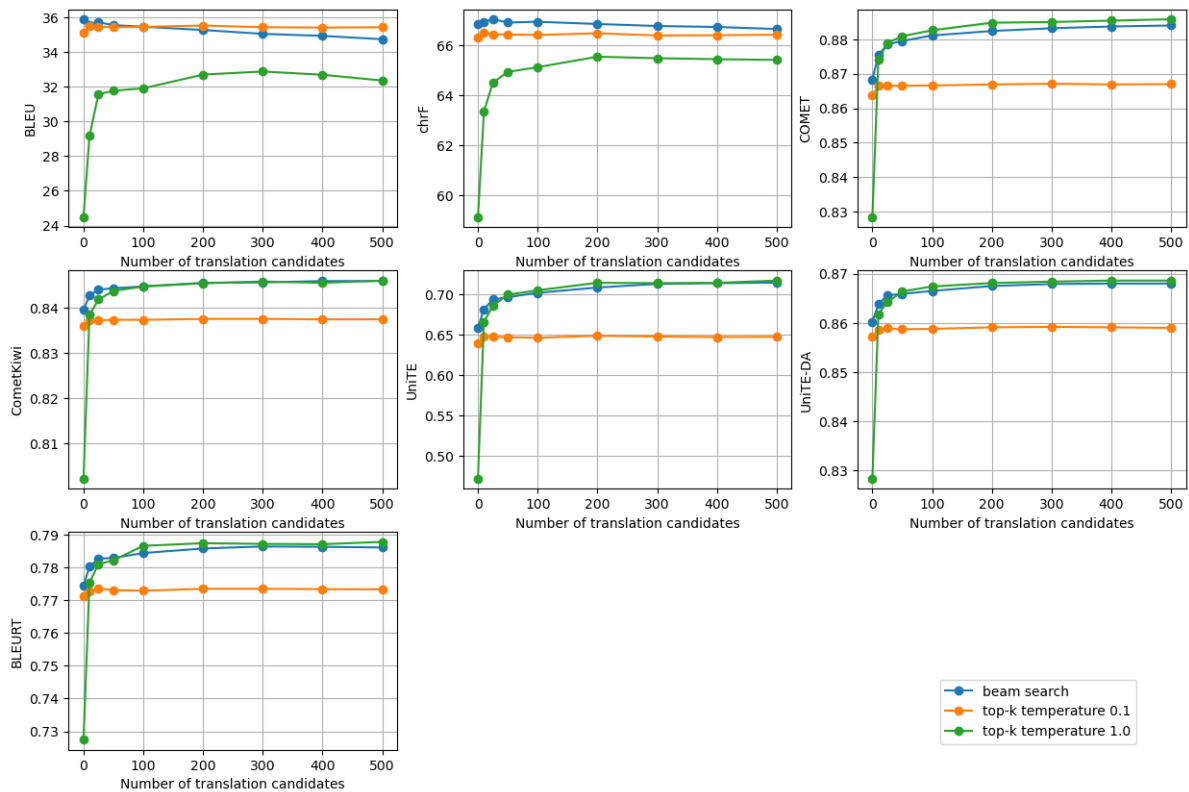 BLEU
36
34
32
30
28
26
24
0 100 200 300 400 500
Number of translation candidates
chrF
66
64
62
60
0 100 200 300 400 500
Number of translation candidates
COMET
0.88
0.87
0.86
0.85
0.84
0.83
0 100 200 300 400 500
Number of translation candidates
CometKiwi
0.84
0.83
0.82
0.81
0 100 200 300 400 500
Number of translation candidates
UniTE
0.70
0.65
0.60
0.55
0.50
0 100 200 300 400 500
Number of translation candidates
UniTE-DA
0.87
0.86
0.85
0.84
0.83
0 100 200 300 400 500
Number of translation candidates
BLEURT
0.79
0.78
0.77
0.76
0.75
0.74
0.73
0 100 200 300 400 500
Number of translation candidates
beam search
top-k temperature 0.1
top-k temperature 1.0